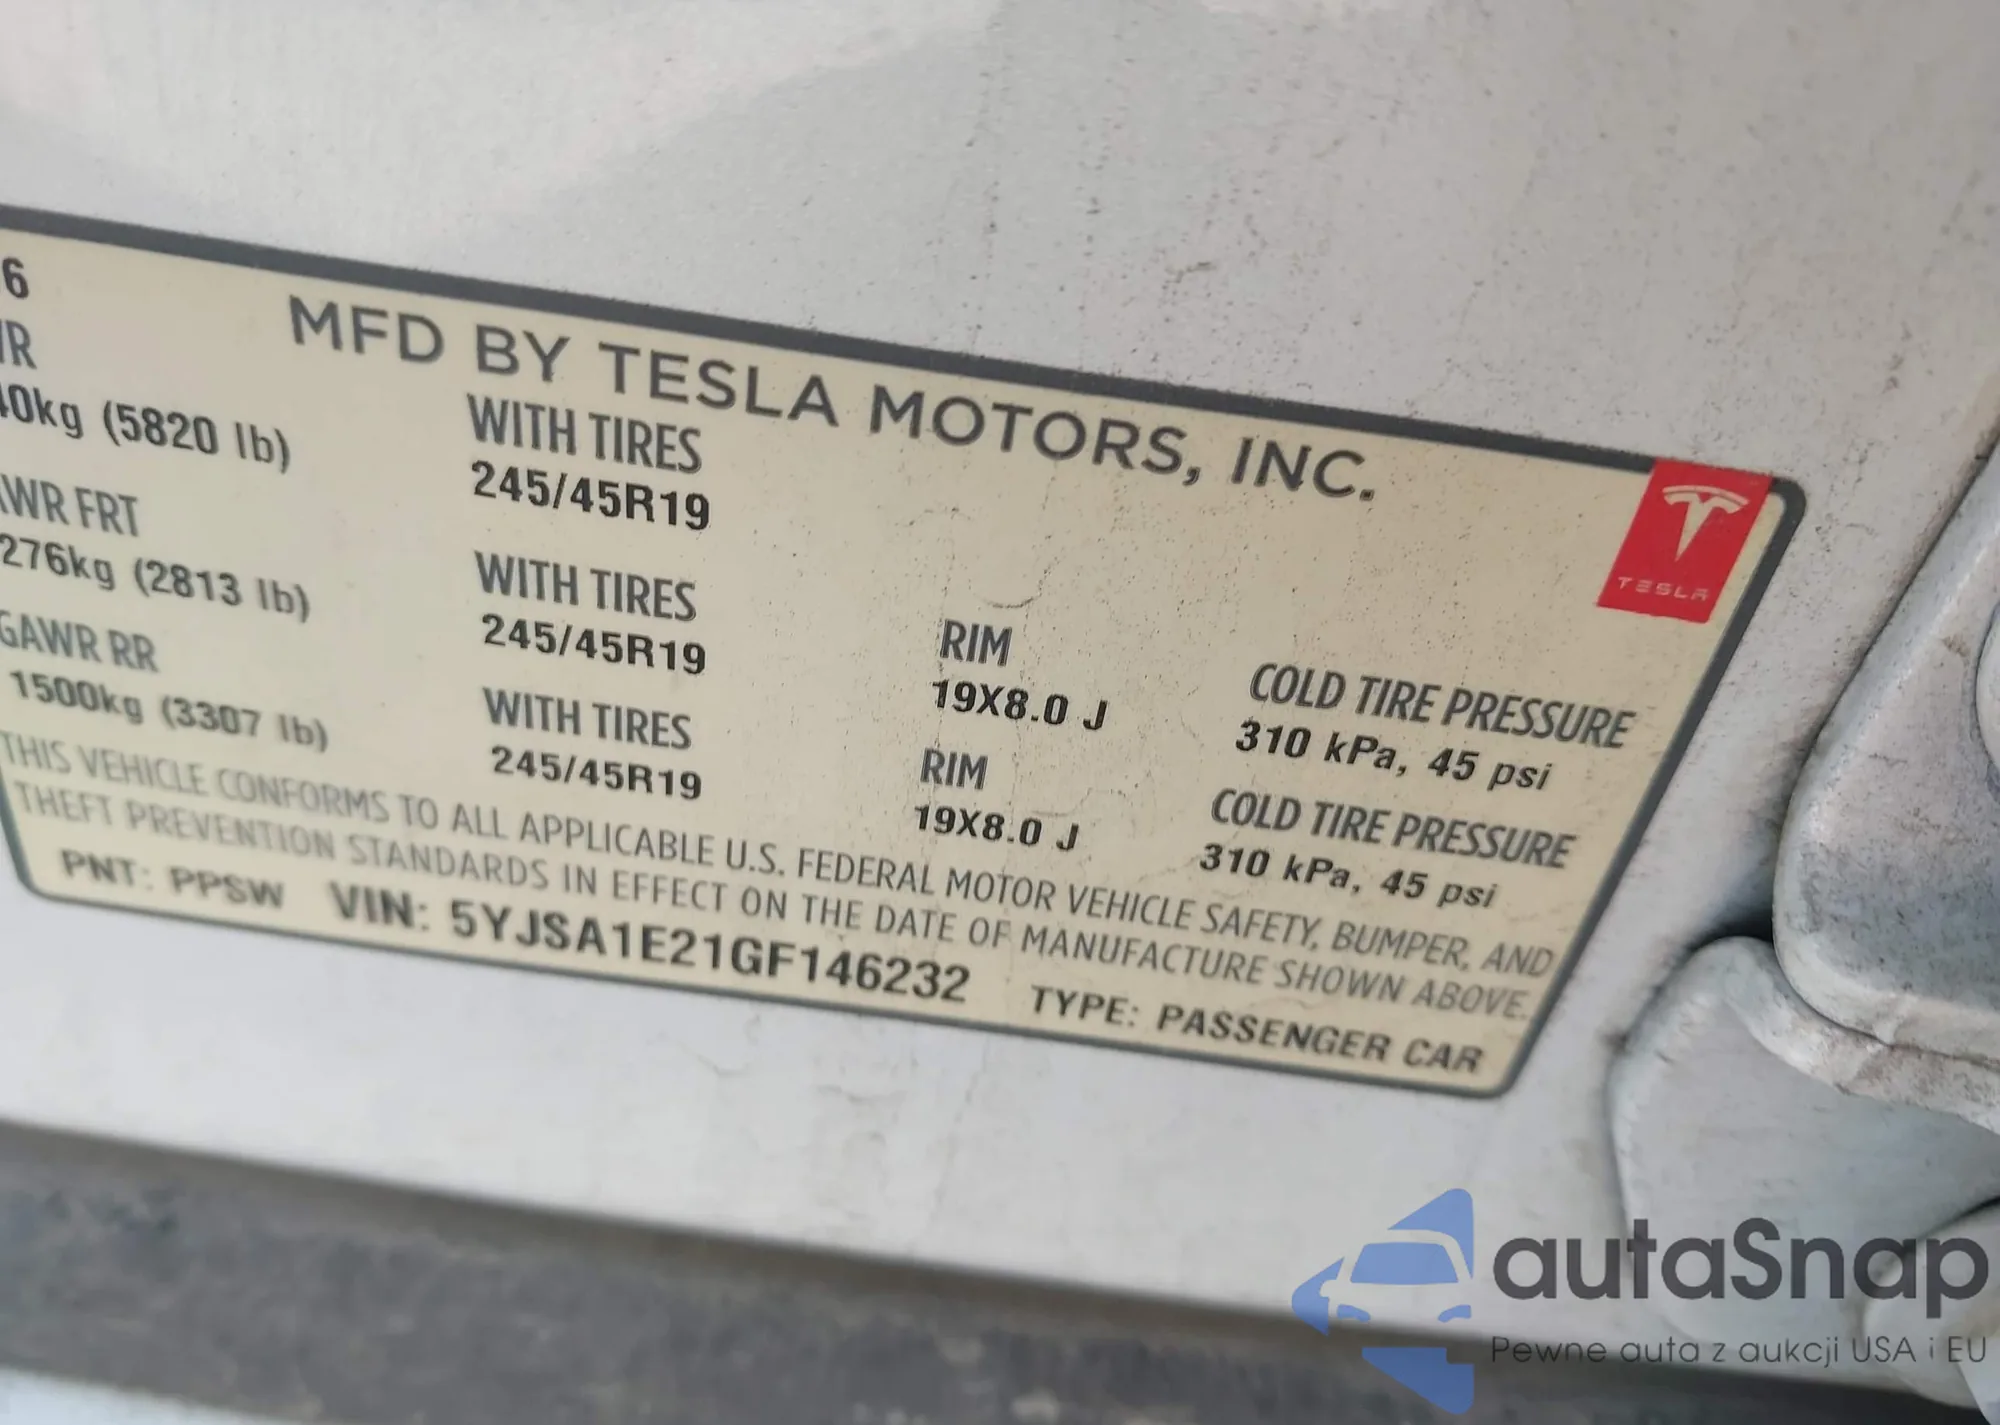 6
MFD BY TESLA MOTORS, INC.
WITH TIRES
(5820 lb)
245/45R19
FRT
WITH TIRES
276kg (2813 lb)
245/45R19
RIM
COLD TIRE PRESSURE
GAWR RR
19X8.0 J
310 kPa, 45 psi
1500kg (3307 lb)
WITH TIRES
245/45R19
RIM
COLD TIRE PRESSURE
19X8.0 J
310 kPa, 45 psi
THIS VEHICLE CONFORMS TO ALL APPLICABLE U.S. FEDERAL MOTOR VEHICLE SAFETY, BUMPER, AND
THEFT PREVENTION STANDARDS IN EFFECT ON THE DATE OF MANUFACTURE SHOWN ABOVE.
PNT: PPSW VIN: 5YJSA1E21GF146232 TYPE: PASSENGER CAR
TESLA
autaSnap
Pewne auta z aukcji USA i EU